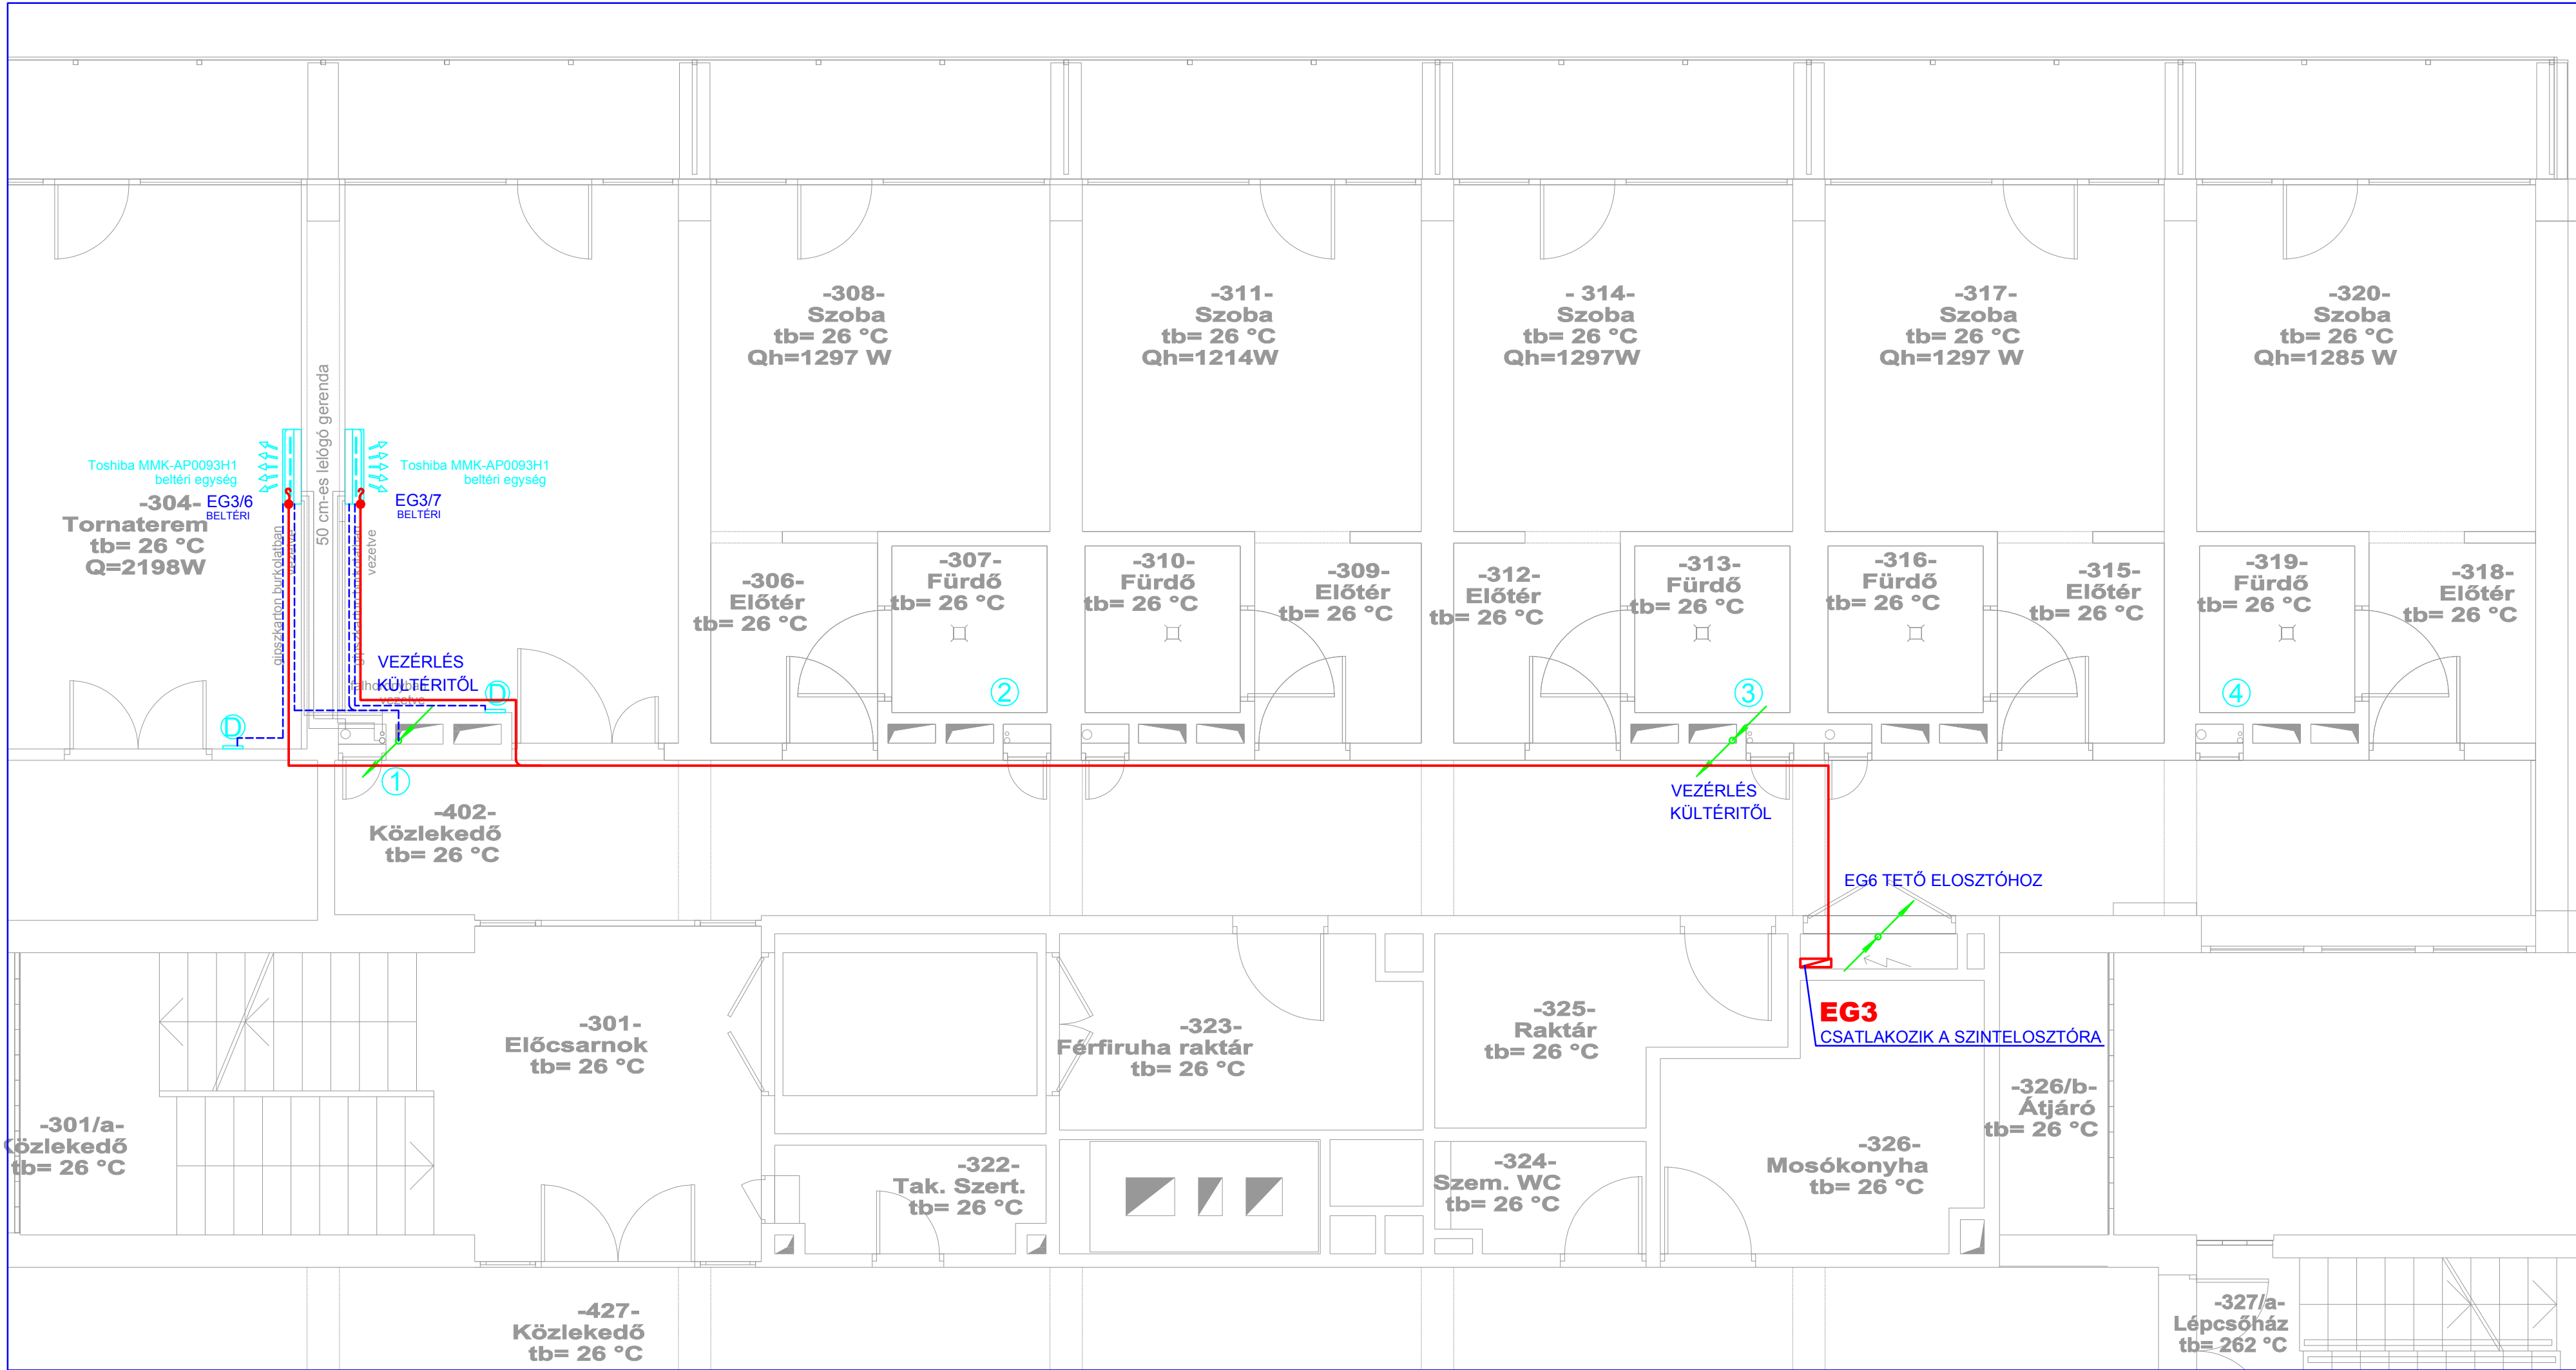 -308-
Szoba
tb= 26 °C
Qh=1297 W
-311-
Szoba
tb= 26 °C
Qh=1214W
- 314-
Szoba
tb= 26 °C
Qh=1297W
-317-
Szoba
tb= 26 °C
Qh=1297 W
-320-
Szoba
tb= 26 °C
Qh=1285 W
50 cm-es lelógó gerenda
Toshiba MMK-AP0093H1
beltéri egység
Toshiba MMK-AP0093H1
beltéri egység
-304-
Tornaterem
tb= 26 °C
Q=2198W
EG3/6
BELTÉRI
EG3/7
BELTÉRI
gipszkarton burkolatban
vezetve
vezetve
-306-
Előtér
tb= 26 °C
-307-
Fürdő
tb= 26 °C
-310-
Fürdő
tb= 26 °C
-309-
Előtér
tb= 26 °C
-312-
Előtér
tb= 26 °C
-313-
Fürdő
tb= 26 °C
-316-
Fürdő
tb= 26 °C
-315-
Előtér
tb= 26 °C
-319-
Fürdő
tb= 26 °C
-318-
Előtér
tb= 26 °C
VEZÉRLÉS
KÜLTÉRITŐL
vezetve
D
D
1
2
3
4
-402-
Közlekedő
tb= 26 °C
VEZÉRLÉS
KÜLTÉRITŐL
EG6 TETŐ ELOSZTÓHOZ
EG3
CSATLAKOZIK A SZINTELOSZTÓRA
-301-
Előcsarnok
tb= 26 °C
-323-
Férfiruha raktár
tb= 26 °C
-325-
Raktár
tb= 26 °C
-301/a-
Közlekedő
tb= 26 °C
-322-
Tak. Szert.
tb= 26 °C
-324-
Szem. WC
tb= 26 °C
-326-
Mosókonyha
tb= 26 °C
-326/b-
Átjáró
tb= 26 °C
-427-
Közlekedő
tb= 26 °C
-327/a-
Lépcsőház
tb= 262 °C